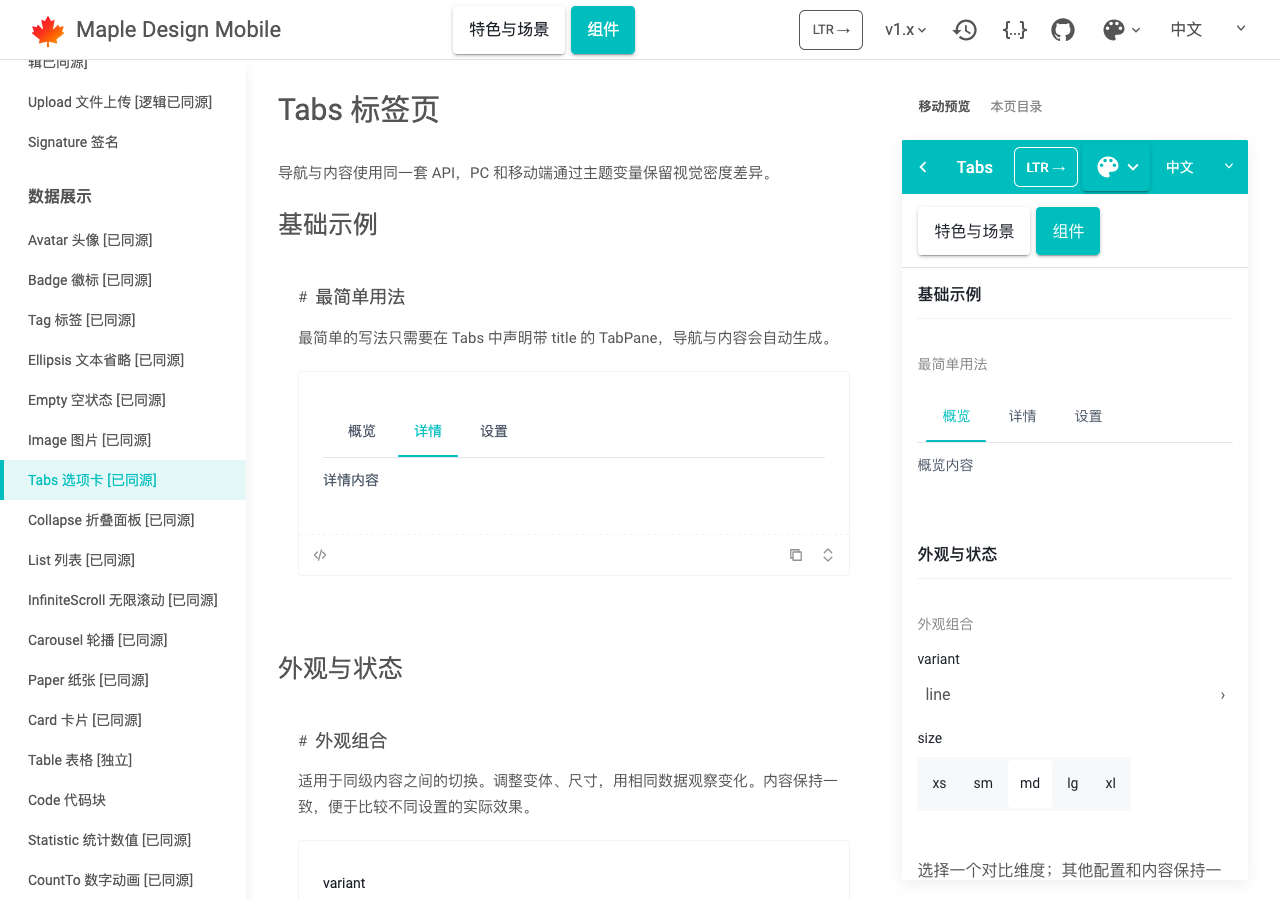 Maple Design Mobile
特色与场景
组件
LTR →
v1.x
{..}
中文
辑已同源]
Upload 文件上传 [逻辑已同源]
Signature 签名
数据展示
Avatar 头像 [已同源]
Badge 徽标 [已同源]
Tag 标签 [已同源]
Ellipsis 文本省略 [已同源]
Empty 空状态 [已同源]
Image 图片 [已同源]
Tabs 选项卡 [已同源]
Collapse 折叠面板 [已同源]
List 列表 [已同源]
InfiniteScroll 无限滚动 [已同源]
Carousel 轮播 [已同源]
Paper 纸张 [已同源]
Card 卡片 [已同源]
Table 表格 [独立]
Code 代码块
Statistic 统计数值 [已同源]
CountTo 数字动画 [已同源]
Tabs 标签页
导航与内容使用同一套 API，PC 和移动端通过主题变量保留视觉密度差异。
基础示例
# 最简单用法
最简单的写法只需要在 Tabs 中声明带 title 的 TabPane，导航与内容会自动生成。
概览
详情
设置
详情内容
外观与状态
# 外观组合
适用于同级内容之间的切换。调整变体、尺寸，用相同数据观察变化。内容保持一
致，便于比较不同设置的实际效果。
variant
移动预览
本页目录
Tabs
LTR →
中文
特色与场景
组件
基础示例
最简单用法
概览
详情
设置
概览内容
外观与状态
外观组合
variant
line
size
xs
sm
md
lg
xl
选择一个对比维度；其他配置和内容保持一